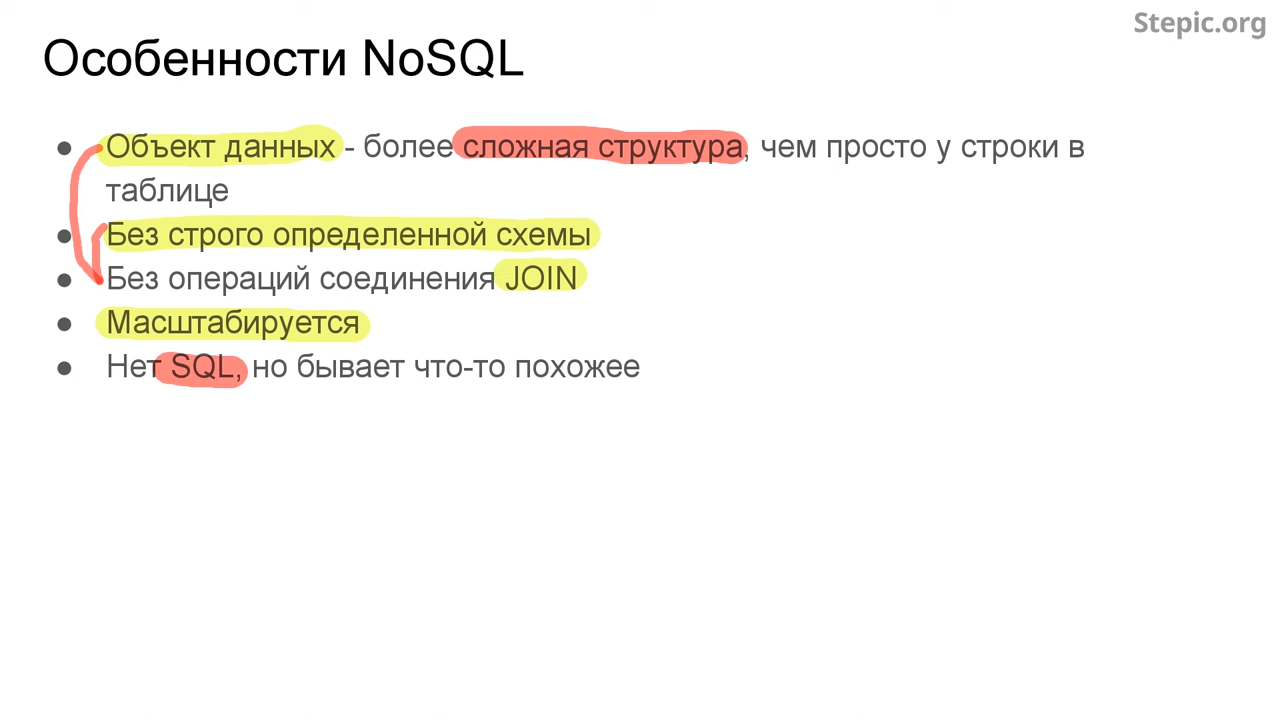 Stepic.org
Особенности NoSQL
● Объект данных - более сложная структура, чем просто у строки в
таблице
● Без строго определенной схемы
● Без операций соединения JOIN
● Масштабируется
● Нет SQL, но бывает что-то похожее